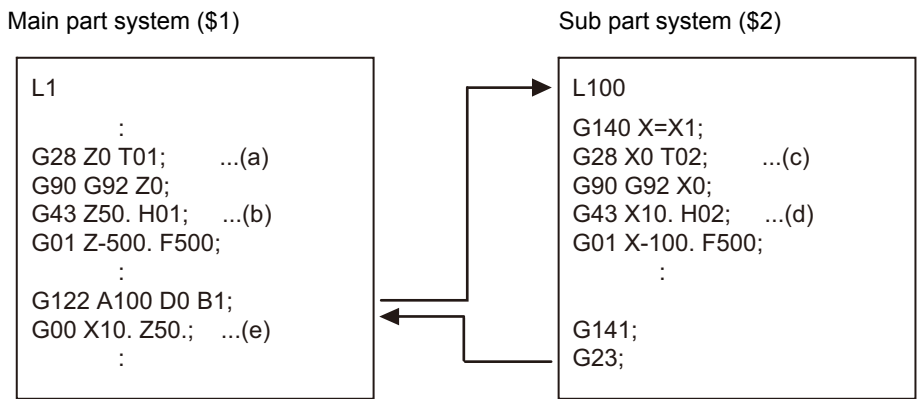 Main part system ($1)
L1
:
G28 Z0 T01; ...(a)
G90 G92 Z0;
G43 Z50. H01; ...(b)
G01 Z-500. F500;
:
G122 A100 D0 B1;
G00 X10. Z50.; ...(e)
:
Sub part system ($2)
L100
G140 X=X1;
G28 X0 T02; ...(c)
G90 G92 X0;
G43 X10. H02; ...(d)
G01 X-100. F500;
:
G141;
G23;